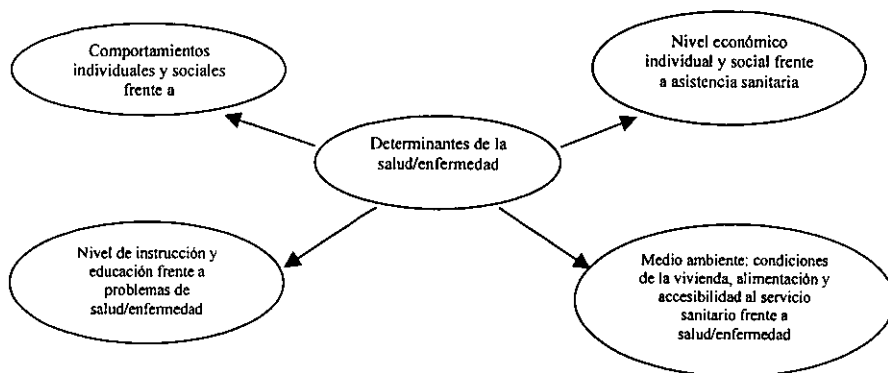 Comportamientos
individuales y sociales
frente a
Nivel económico
individual y social frente
a asistencia sanitaria
Determinantes de la
salud/enfermedad
Nivel de instrucción y
educación frente a
problemas de
salud/enfermedad
Medio ambiente; condiciones
de la vivienda, alimentación y
accesibilidad al servicio
sanitario frente a
salud/enfermedad